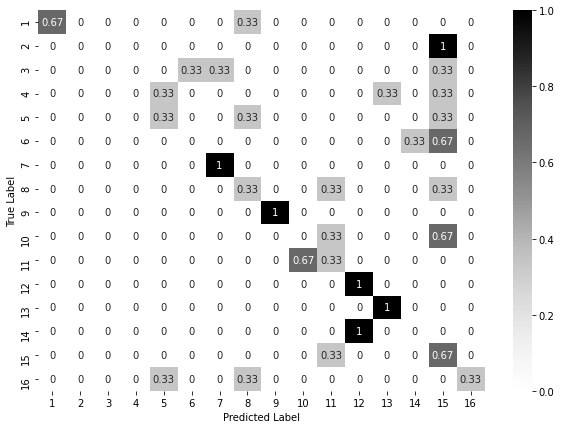 1 0.67 0 0 0 0 0 0 0.33 0 0 0 0 0 0 0 0
2 0 0 0 0 0 0 0 0 0 0 0 0 0 0 1 0
3 0 0 0 0 0 0.33 0.33 0 0 0 0 0 0 0 0.33 0
4 0 0 0 0 0.33 0 0 0 0 0 0 0 0.33 0 0.33 0
5 0 0 0 0 0.33 0 0 0.33 0 0 0 0 0 0 0.33 0
6 0 0 0 0 0 0 0 0 0 0 0 0 0 0.33 0.67 0
7 0 0 0 0 0 0 1 0 0 0 0 0 0 0 0 0
8 0 0 0 0 0 0 0 0.33 0 0 0.33 0 0 0 0.33 0
9 0 0 0 0 0 0 0 0 1 0 0 0 0 0 0 0
10 0 0 0 0 0 0 0 0 0 0 0.33 0 0 0 0.67 0
11 0 0 0 0 0 0 0 0 0 0.67 0.33 0 0 0 0 0
12 0 0 0 0 0 0 0 0 0 0 0 1 0 0 0 0
13 0 0 0 0 0 0 0 0 0 0 0 0 1 0 0 0
14 0 0 0 0 0 0 0 0 0 0 0 1 0 0 0 0
15 0 0 0 0 0 0 0 0 0 0 0.33 0 0 0 0.67 0
16 0 0 0 0 0.33 0 0 0.33 0 0 0 0 0 0 0 0.33
1 2 3 4 5 6 7 8 9 10 11 12 13 14 15 16
Predicted Label
True Label
1.0
0.8
0.6
0.4
0.2
0.0